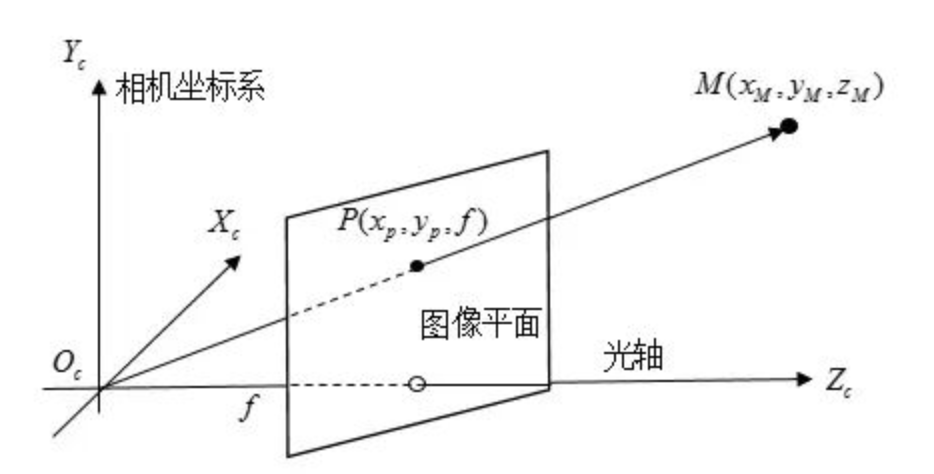 Y_c
相机坐标系
M(x_M,y_M,z_M)
X_c
P(x_p,y_p,f)
图像平面
光轴
O_c
f
Z_c